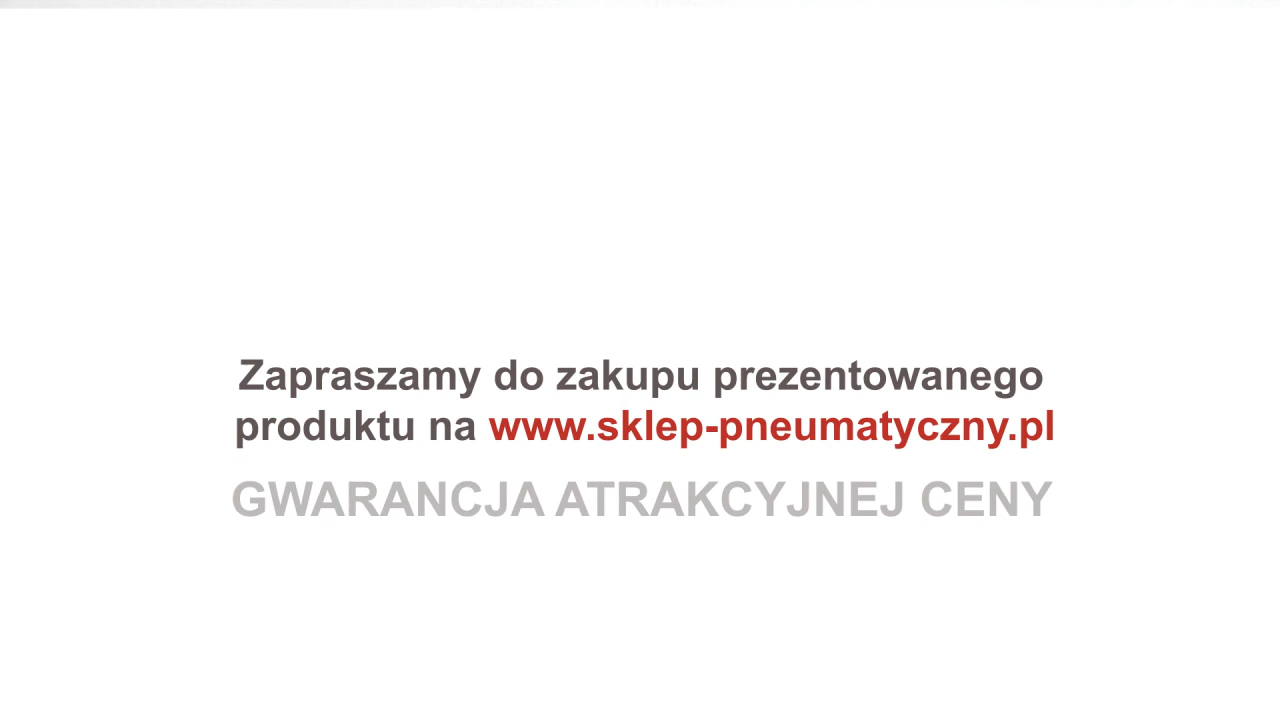 Zapraszamy do zakupu prezentowanego
produktu na www.sklep-pneumatyczny.pl
GWARANCJA ATRAKCYJNEJ CENY